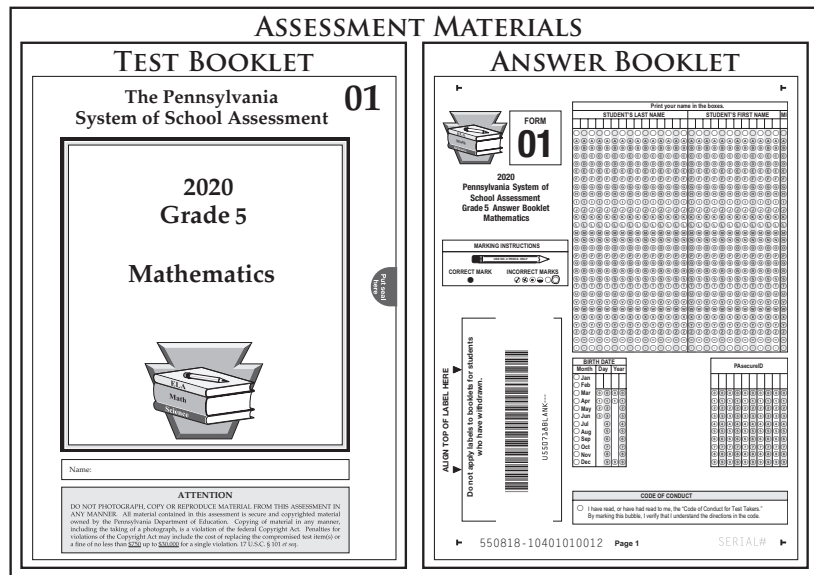 ASSESSMENT MATERIALS
TEST BOOKLET
The Pennsylvania
System of School Assessment
01
2020
Grade 5
Mathematics
Put seal
here
ELA
Math
Science
Name:
ATTENTION
DO NOT PHOTOGRAPH, COPY OR REPRODUCE MATERIAL FROM THIS ASSESSMENT IN
ANY MANNER. All material contained in this assessment is secure and copyrighted material
owned by the Pennsylvania Department of Education. Copying of material in any manner,
including the taking of a photograph, is a violation of the federal Copyright Act. Penalties for
violations of the Copyright Act may include the cost of replacing the compromised test item(s) or
a fine of no less than $750 up to $30,000 for a single violation. 17 U.S.C. § 101 et seq.
ANSWER BOOKLET
ELA
Math
Science
FORM
01
2020
Pennsylvania System of
School Assessment
Grade 5 Answer Booklet
Mathematics
MARKING INSTRUCTIONS
CORRECT MARK
INCORRECT MARKS
ALIGN TOP OF LABEL HERE
Do not apply labels to booklets for students
who have withdrawn.
Print your name in the boxes.
STUDENT'S LAST NAME
STUDENT'S FIRST NAME
MI
BIRTH DATE
Month Day Year
Jan
Feb
Mar
Apr
May
Jun
Jul
Aug
Sep
Oct
Nov
Dec
PAsecureID
CODE OF CONDUCT
I have read, or have had read to me, the "Code of Conduct for Test Takers."
By marking this bubble, I verify that I understand the directions in the code.
550818-10401010012
Page 1
SERIAL#